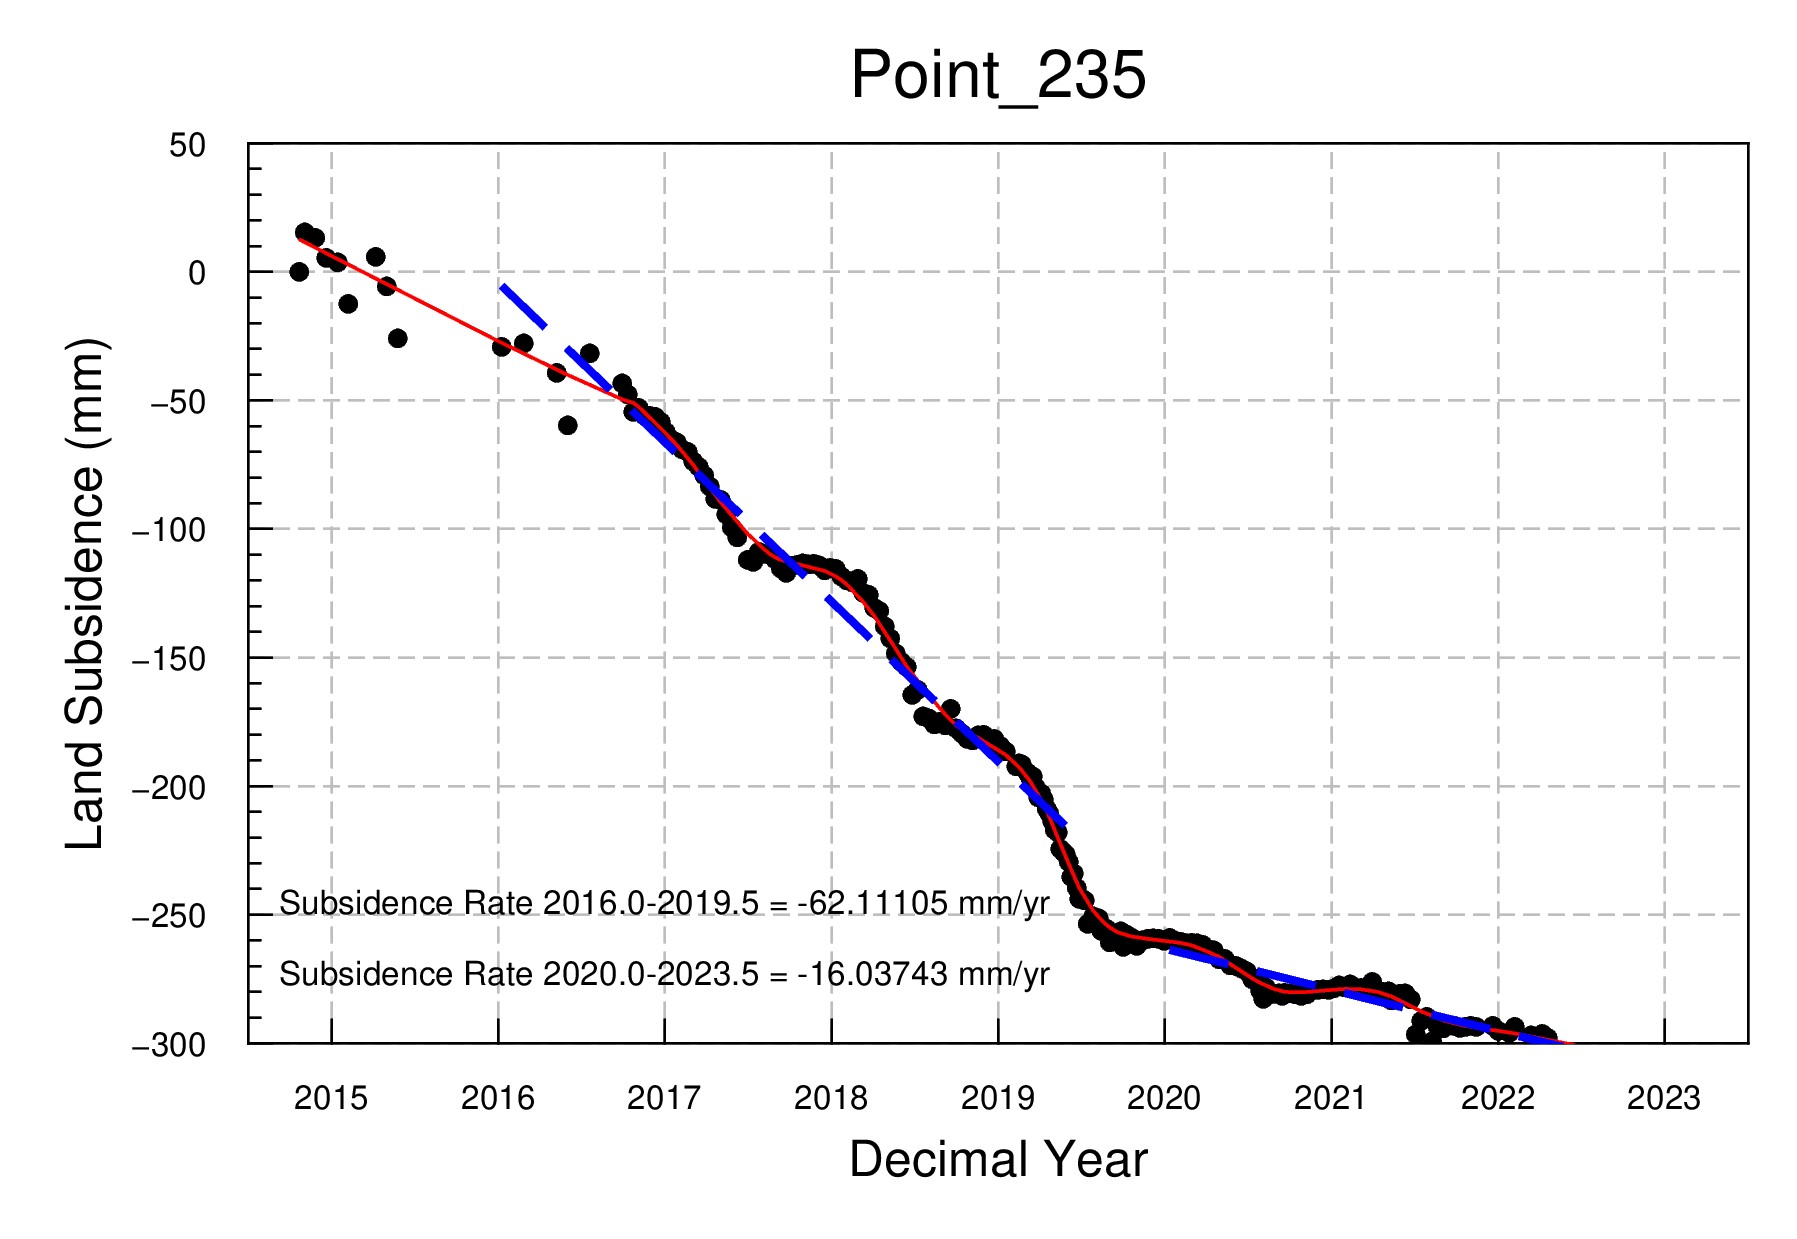 Point_235
50
0
−50
−100
−150
−200
−250
−300
Land Subsidence (mm)
Subsidence Rate 2016.0-2019.5 = -62.11105 mm/yr
Subsidence Rate 2020.0-2023.5 = -16.03743 mm/yr
2015 2016 2017 2018 2019 2020 2021 2022 2023
Decimal Year